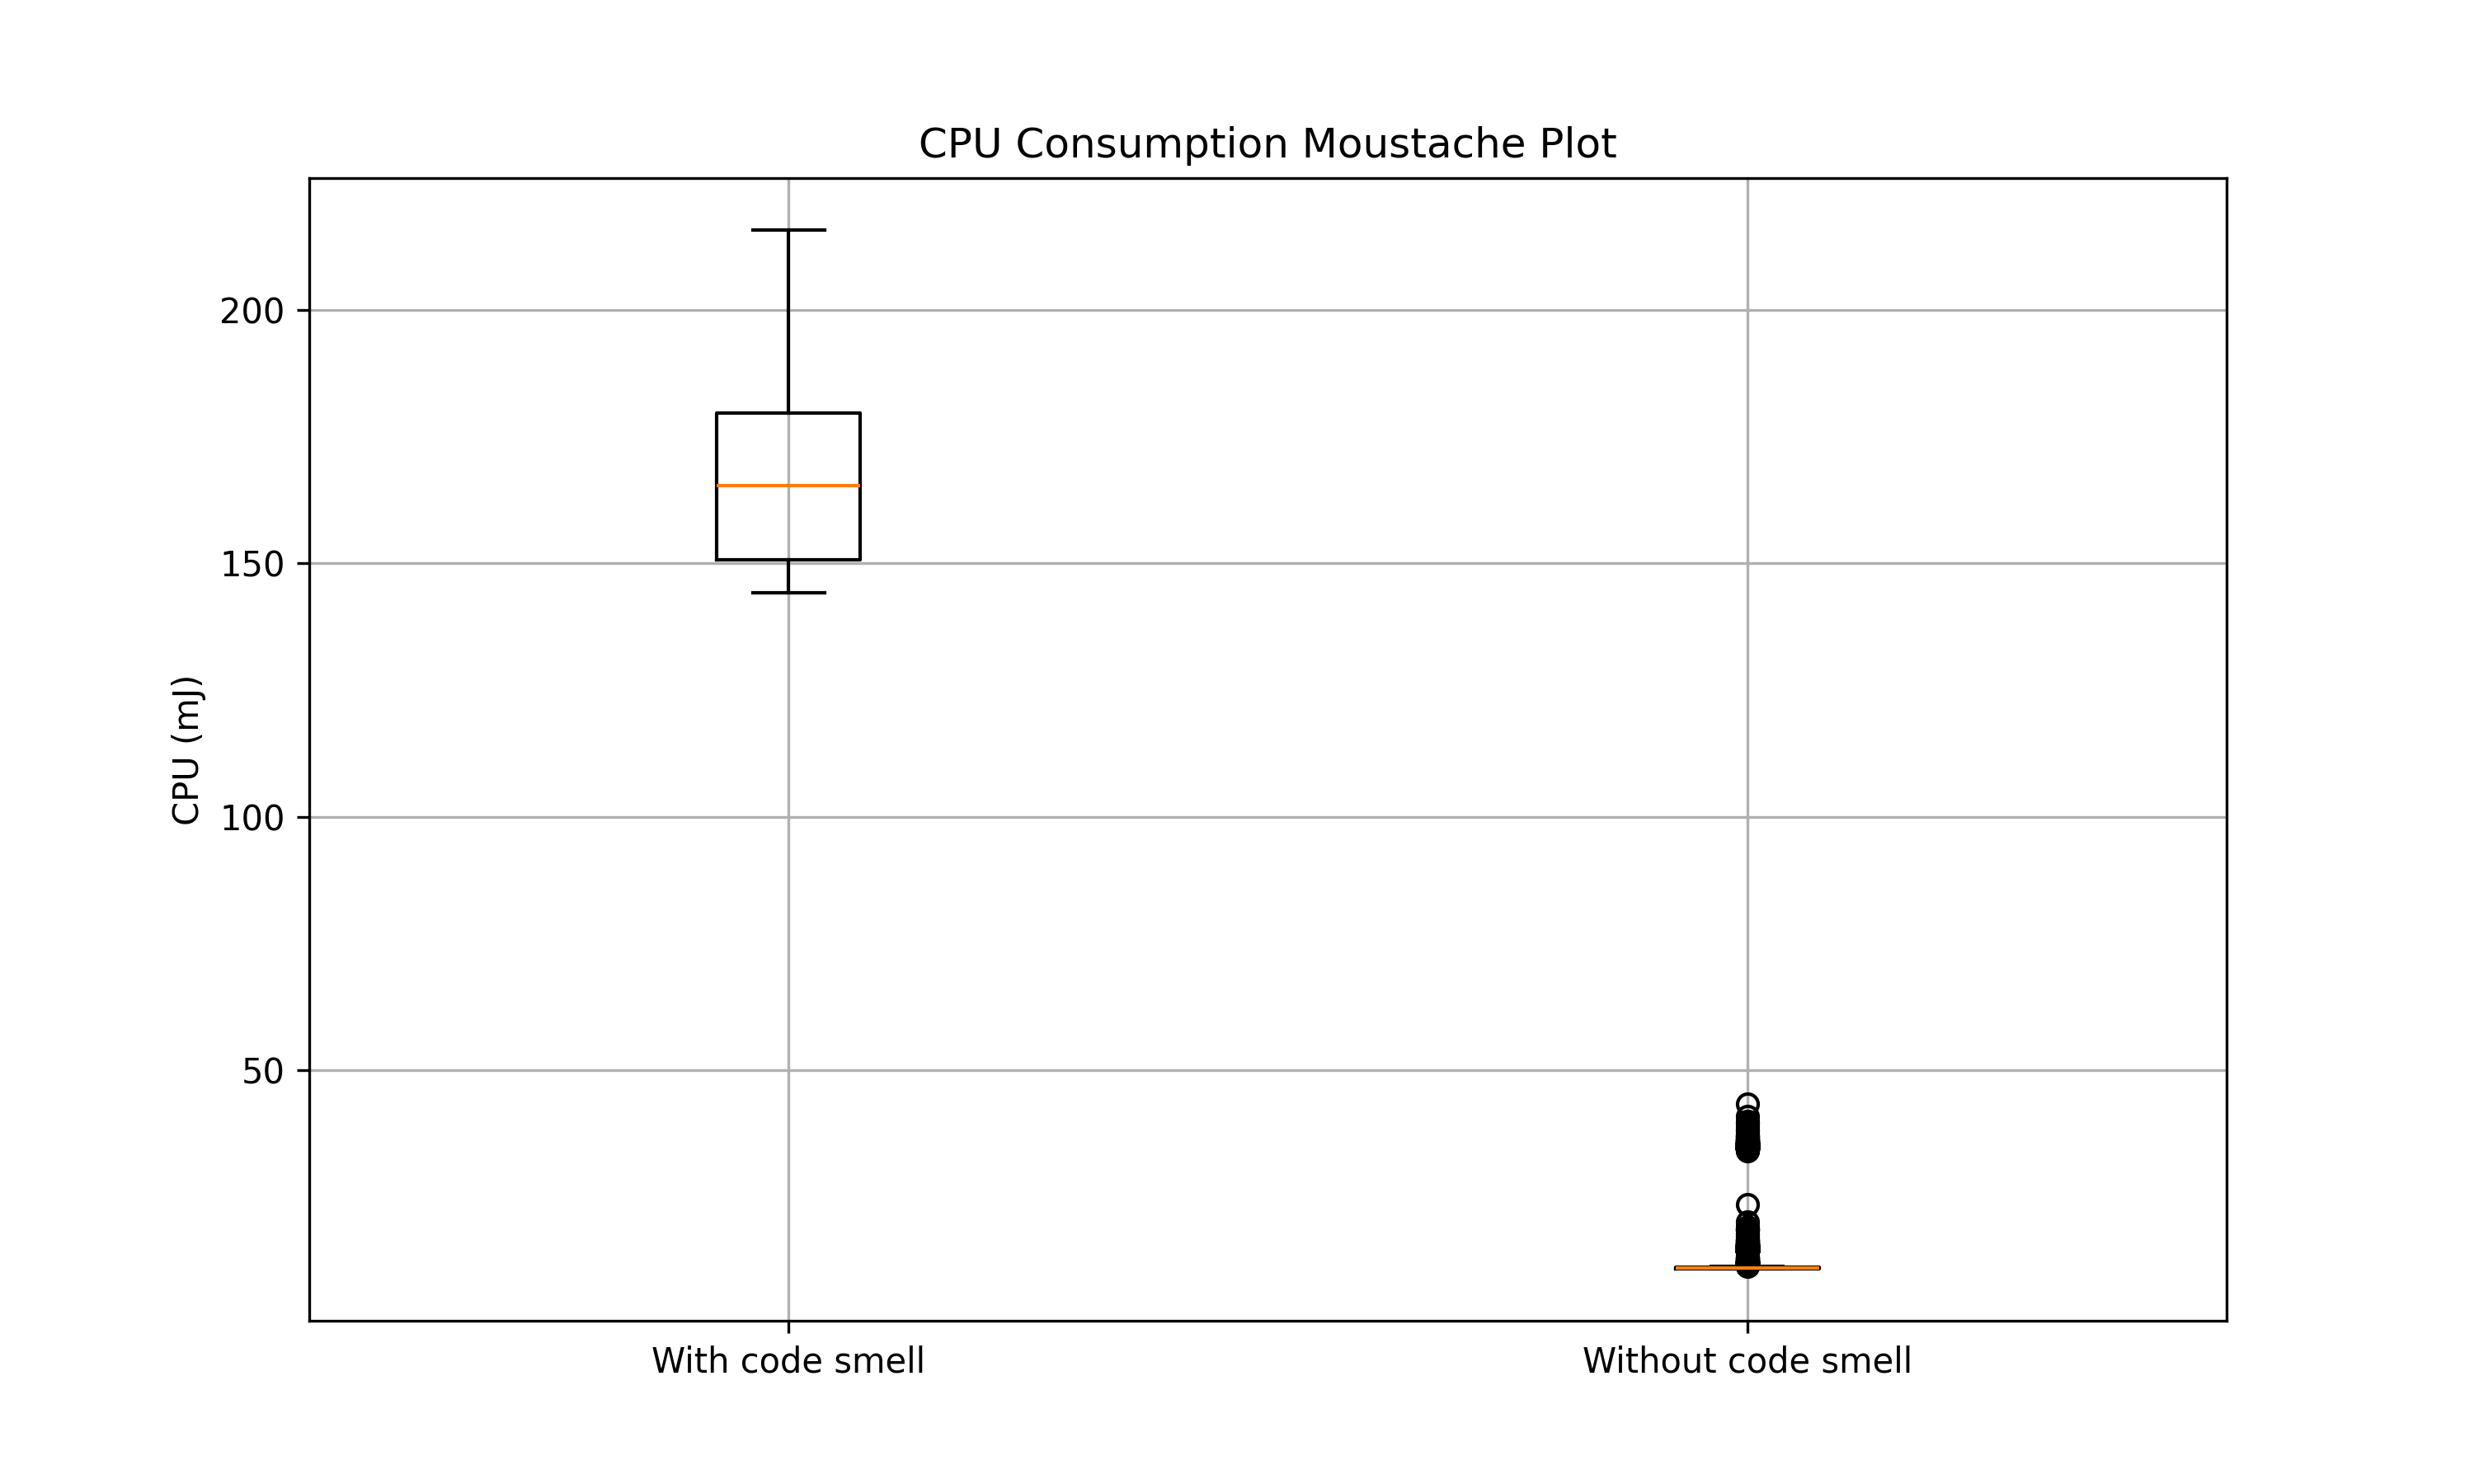 CPU Consumption Moustache Plot
200
150
100
50
CPU (mJ)
With code smell
Without code smell